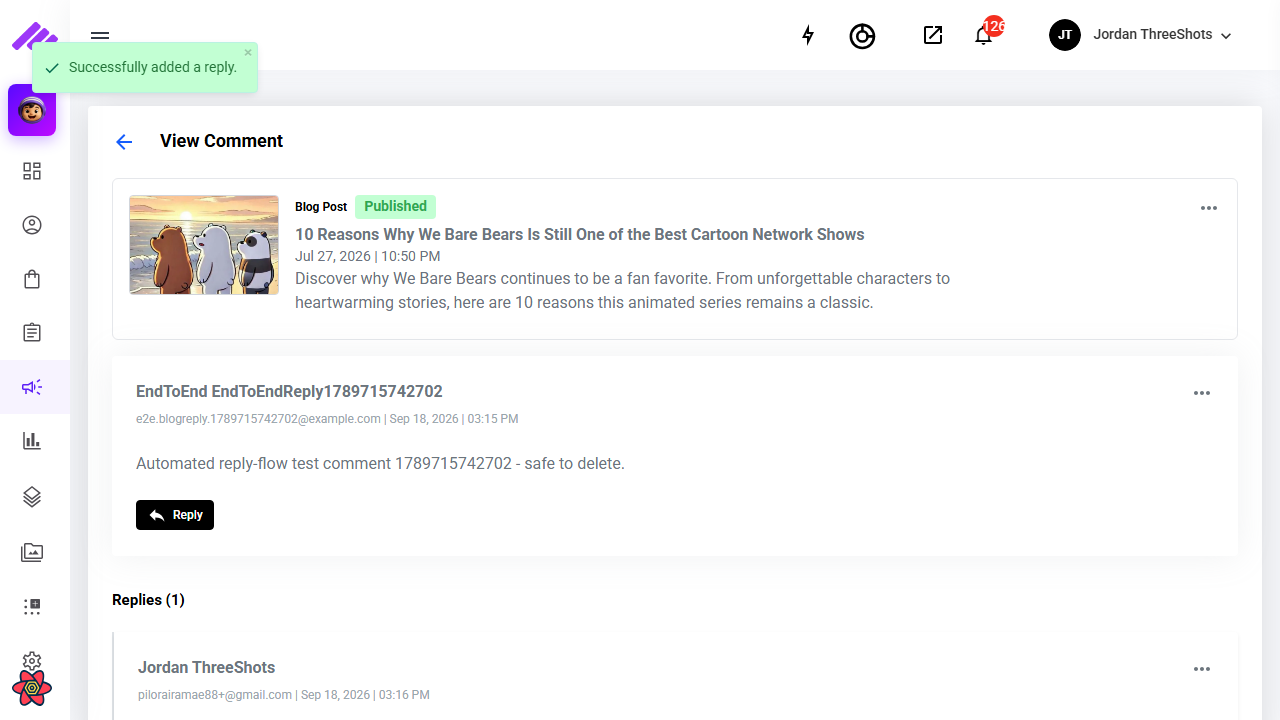 126
JT
Jordan ThreeShots
Successfully added a reply.
×
View Comment
Blog Post
Published
10 Reasons Why We Bare Bears Is Still One of the Best Cartoon Network Shows
Jul 27, 2026 | 10:50 PM
Discover why We Bare Bears continues to be a fan favorite. From unforgettable characters to
heartwarming stories, here are 10 reasons this animated series remains a classic.
EndToEnd EndToEndReply1789715742702
e2e.blogreply.1789715742702@example.com | Sep 18, 2026 | 03:15 PM
Automated reply-flow test comment 1789715742702 - safe to delete.
Reply
Replies (1)
Jordan ThreeShots
pilorairamae88+@gmail.com | Sep 18, 2026 | 03:16 PM